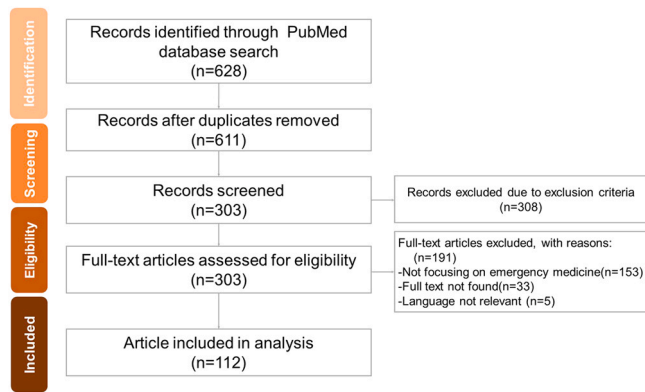 Identification
Records identified through PubMed
database search
(n=628)
Records after duplicates removed
(n=611)
Screening
Records screened
(n=303)
Records excluded due to exclusion criteria
(n=308)
Eligibility
Full-text articles assessed for eligibility
(n=303)
Full-text articles excluded, with reasons:
(n=191)
-Not focusing on emergency medicine(n=153)
-Full text not found(n=33)
-Language not relevant (n=5)
Included
Article included in analysis
(n=112)